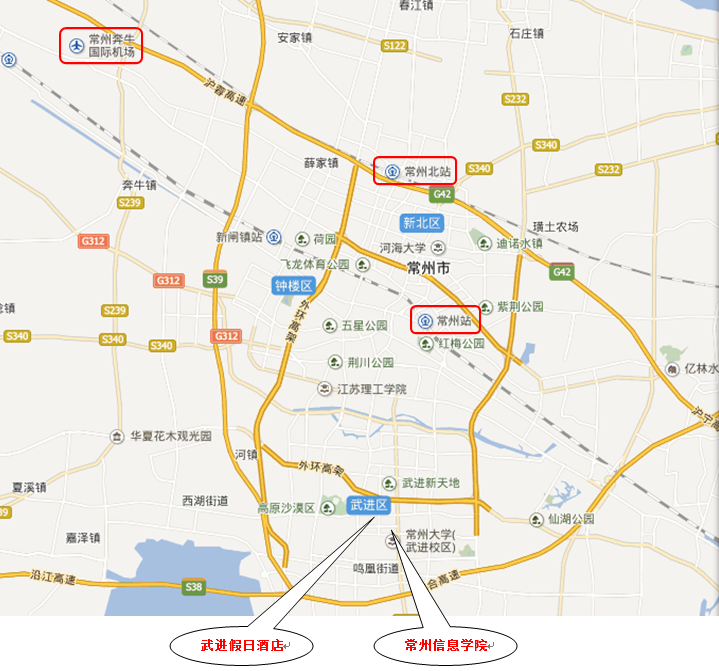 春江镇
常州奔牛
国际机场
安家镇
石庄镇
S122
沪蓉高速
S232
S340
薛家镇
常州北站
S340
S232
奔牛镇
G42
S239
新北区
璜土农场
新闸镇站
荷园
河海大学
迪诺水镇
G312
飞龙体育公园
常州市
G42
G312
S39
钟楼区
外环高架
紫荆公园
S239
五星公园
常州站
S340
S340
S340
G312
红梅公园
荆川公园
亿林水
江苏理工学院
沪宁高
华夏花木观光园
河镇
外环高架
夏溪镇
武进新天地
西湖街道
高原沙漠区
武进区
仙湖公园
嘉泽镇
常州大学(
武进校区)
鸣凰街道
沿江高速
S38
合高速
武进假日酒店
常州信息学院